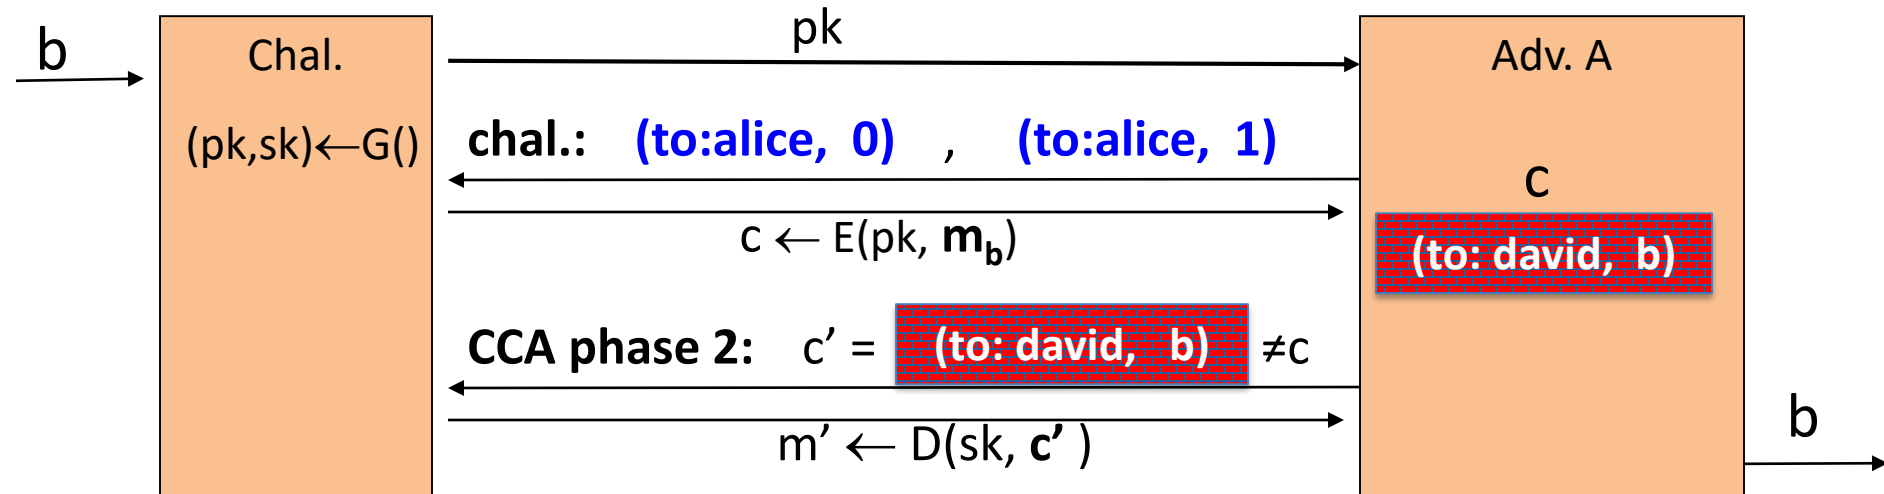 b
Chal.
(pk,sk)←G()
pk
chal.: (to:alice, 0) , (to:alice, 1)
c ← E(pk, m_b)
CCA phase 2: c’ = (to: david, b) ≠c
m’ ← D(sk, c’ )
Adv. A
c
(to: david, b)
b